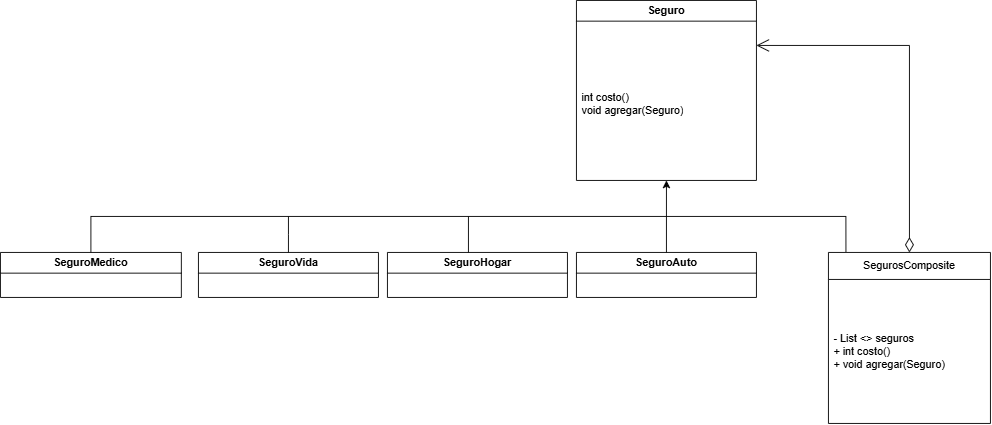 Seguro
int costo()
void agregar(Seguro)
SeguroMedico
SeguroVida
SeguroHogar
SeguroAuto
SegurosComposite
- List <> seguros
+ int costo()
+ void agregar(Seguro)